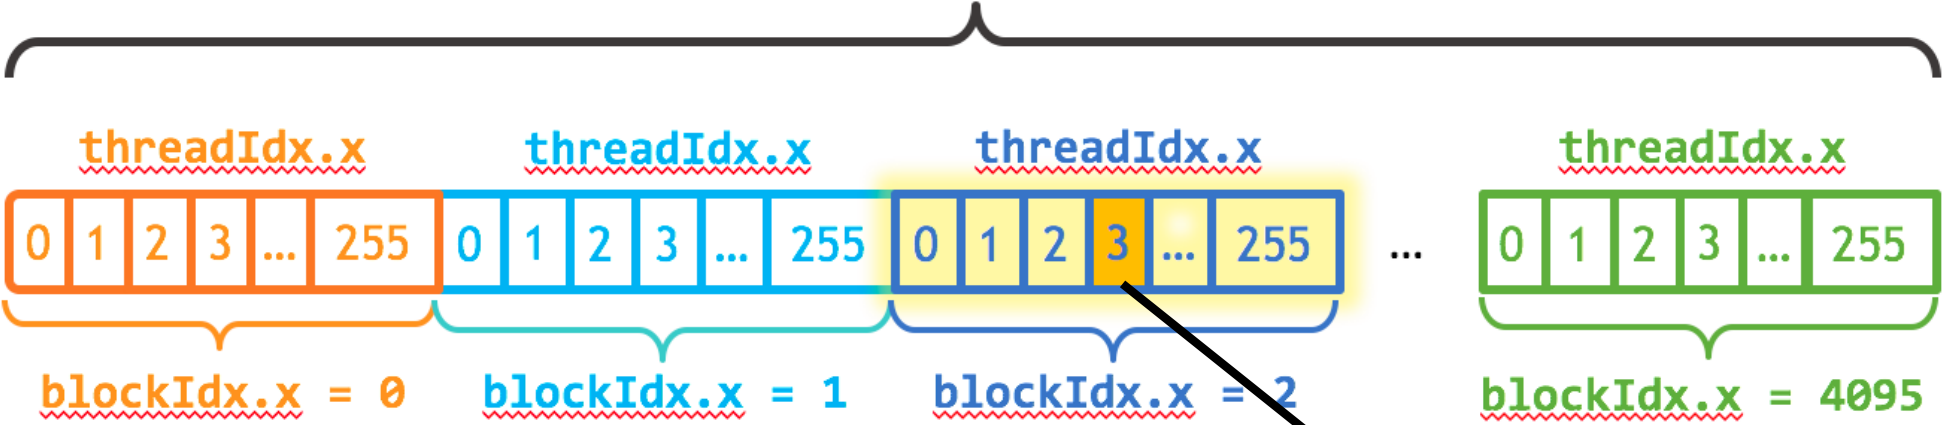 threadIdx.x threadIdx.x threadIdx.x threadIdx.x
0 1 2 3 ... 255 0 1 2 3 ... 255 0 1 2 3 ... 255 ... 0 1 2 3 ... 255
blockIdx.x = 0 blockIdx.x = 1 blockIdx.x = 2 blockIdx.x = 4095